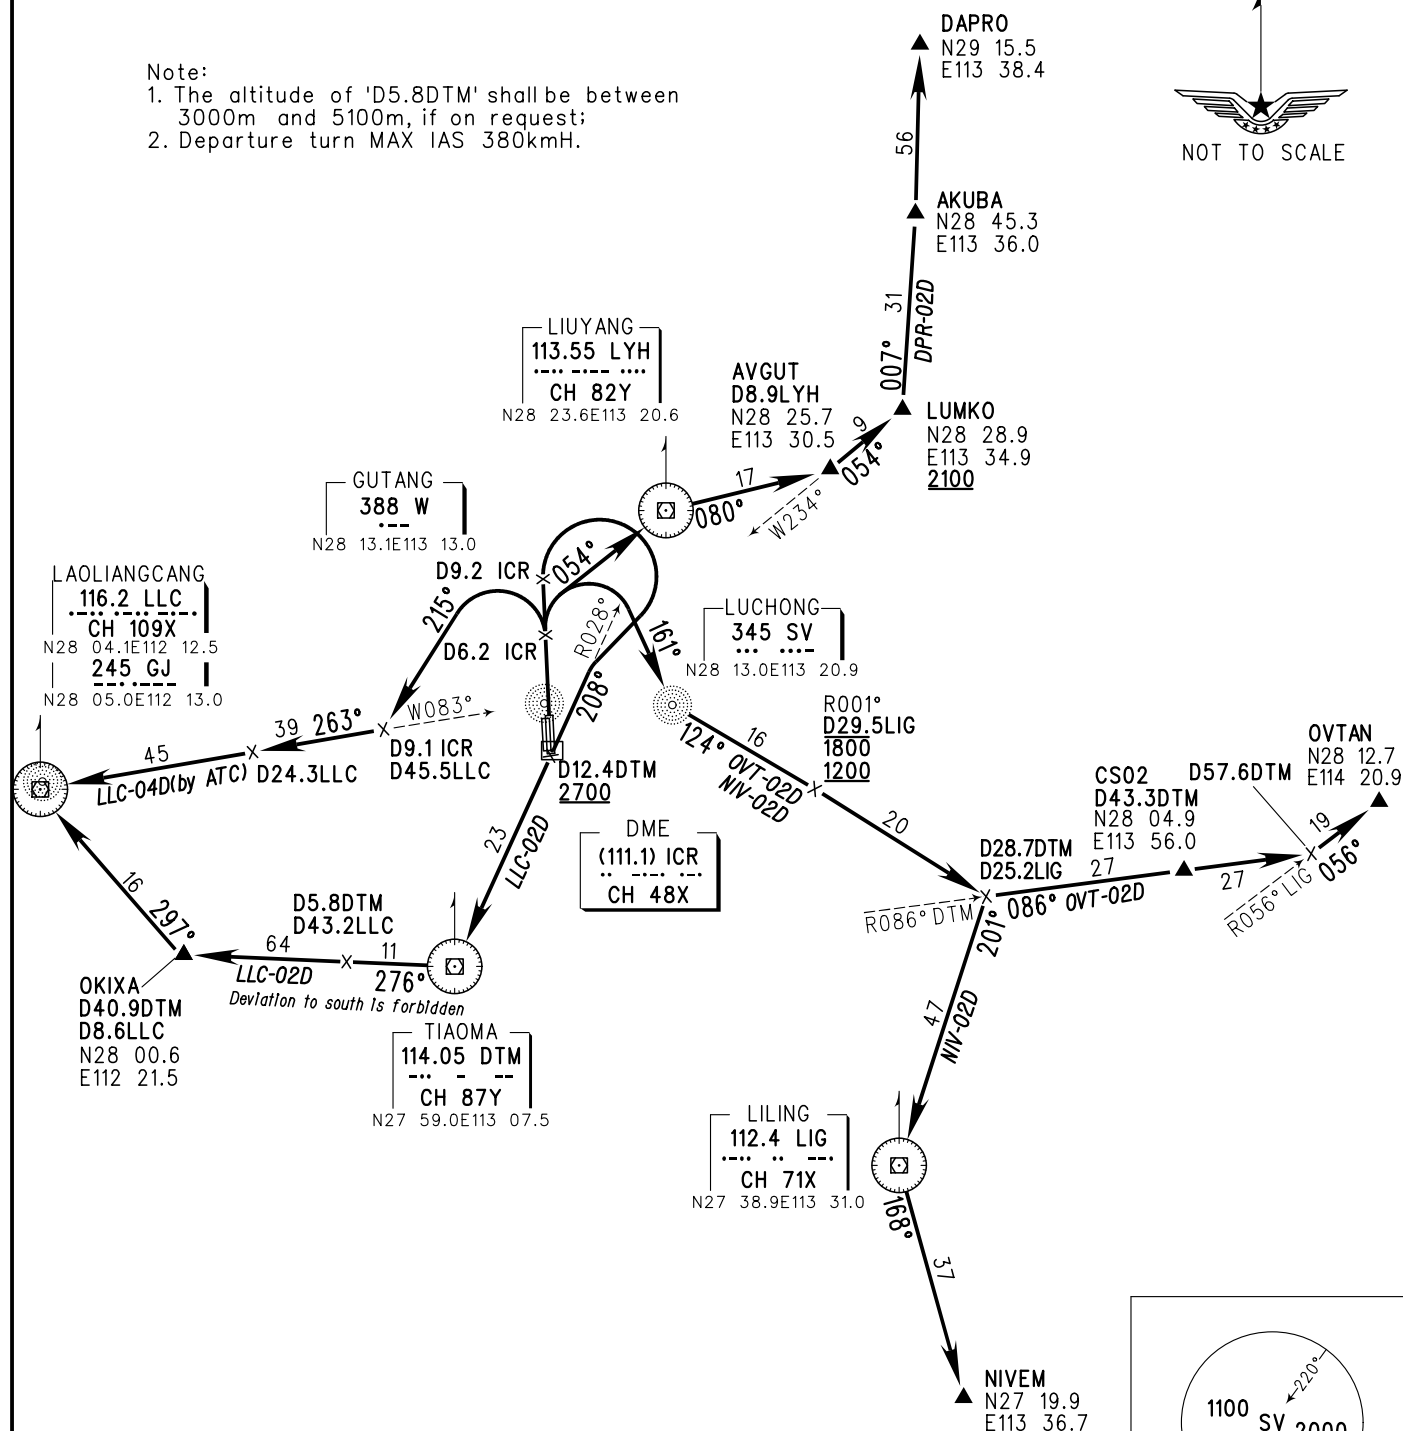 DAPRO
N29 15.5
E113 38.4
Note:
1. The altitude of 'D5.8DTM' shall be between
3000m and 5100m, if on request;
2. Departure turn MAX IAS 380kmH.
NOT TO SCALE
56
AKUBA
N28 45.3
E113 36.0
31
DPR-02D
007°
LIUYANG
113.55 LYH
CH 82Y
N28 23.6E113 20.6
AVGUT
D8.9LYH
N28 25.7
E113 30.5
9
054°
LUMKO
N28 28.9
E113 34.9
2100
17
080°
W234°
GUTANG
388 W
N28 13.1E113 13.0
D9.2 ICR
054°
215°
D6.2 ICR
R028°
208°
161°
LAOLIANGCANG
116.2 LLC
CH 109X
N28 04.1E112 12.5
245 GJ
N28 05.0E112 13.0
LUCHONG
345 SV
N28 13.0E113 20.9
W083°
39 263°
45
LLC-04D(by ATC)
D24.3LLC
D9.1 ICR
D45.5LLC
R001°
D29.5LIG
1800
1200
124°
16
OVT-02D
NIV-02D
D12.4DTM
2700
OVTAN
N28 12.7
E114 20.9
D57.6DTM
CS02
D43.3DTM
N28 04.9
E113 56.0
19
056°
R056° LIG
20
23
LLC-02D
DME
(111.1) ICR
CH 48X
D28.7DTM
D25.2LIG
27
27
R086° DTM
086° OVT-02D
201°
16
297°
D5.8DTM
D43.2LLC
64
11
LLC-02D
276°
Deviation to south is forbidden
OKIXA
D40.9DTM
D8.6LLC
N28 00.6
E112 21.5
TIAOMA
114.05 DTM
CH 87Y
N27 59.0E113 07.5
47
NIV-02D
LILING
112.4 LIG
CH 71X
N27 38.9E113 31.0
168°
37
NIVEM
N27 19.9
E113 36.7
220°
1100
SV
2000